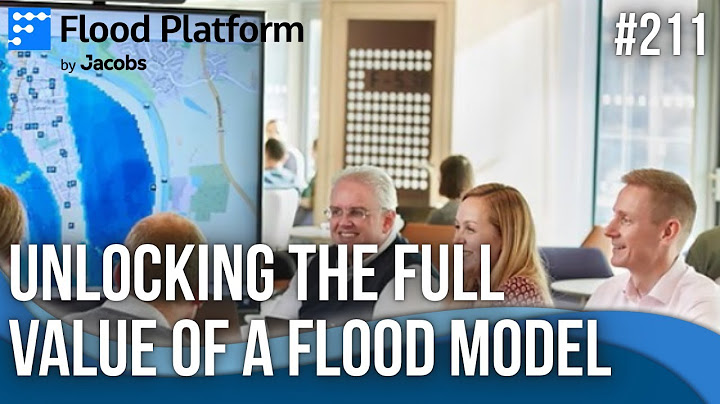 Flood Platform
by Jacobs
#211
UNLOCKING THE FULL
VALUE OF A FLOOD MODEL